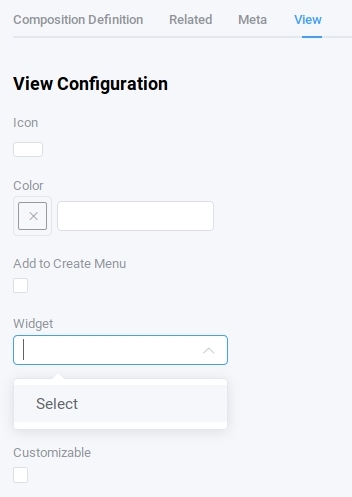 Composition Definition Related Meta View
View Configuration
Icon
Color
Add to Create Menu
Widget
Select
Customizable